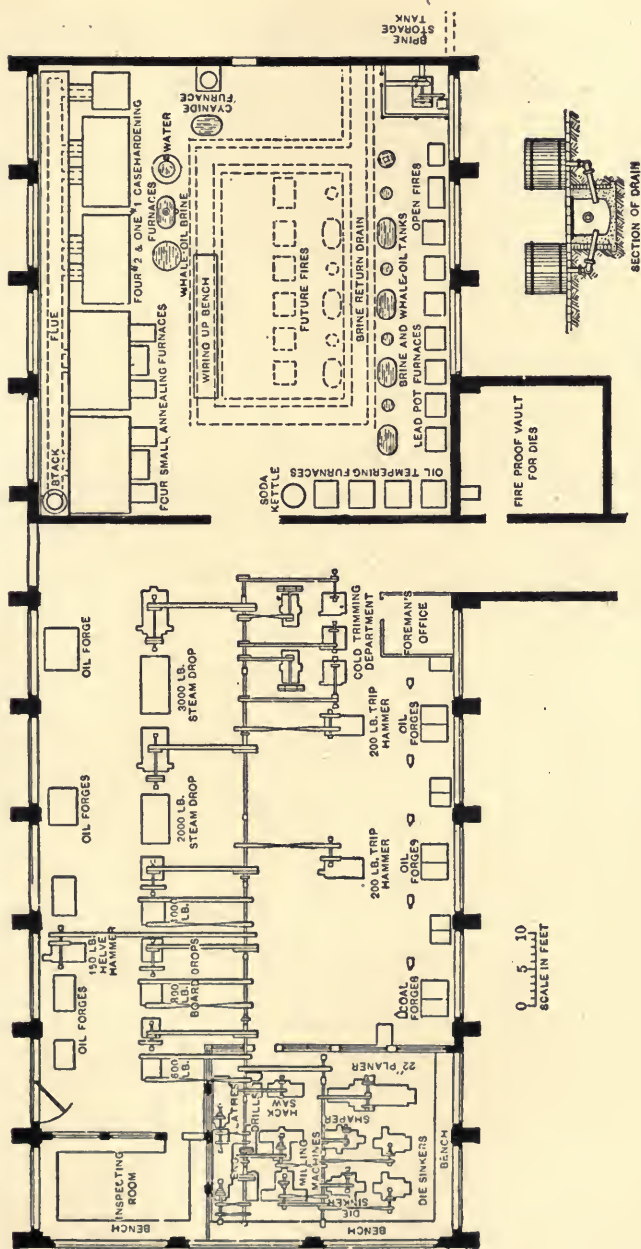 INSPECTING
ROOM
BENCH
OIL FORGES
150 LB.
HELVE
HAMMER
OIL FORGES
OIL FORGE
600
LB.
800
LB.
1000
LB.
BOARD DROPS
2000 LB.
STEAM DROP
3000 LB.
STEAM DROP
LATHES
DRILLS
HACK
SAW
MILLING
MACHINES
SHAPER
22" PLANER
DIE
SINKER
DIE SINKERS
BENCH
BENCH
COAL
FORGES
200 LB. TRIP
HAMMER
OIL
FORGES
200 LB. TRIP
HAMMER
OIL
FORGES
COLD TRIMMING
DEPARTMENT
FOREMAN'S
OFFICE
0 5 10
SCALE IN FEET
STACK
FLUE
FOUR SMALL ANNEALING FURNACES
FOUR #2 & ONE #1 CASEHARDENING
FURNACES
WHALE-OIL BRINE
WATER
CYANIDE
FURNACE
WIRING UP BENCH
FUTURE FIRES
BRINE RETURN DRAIN
SODA
KETTLE
OIL TEMPERING FURNACES
BRINE AND WHALE-OIL TANKS
LEAD POT FURNACES
OPEN FIRES
BRINE
STORAGE
TANK
FIRE PROOF VAULT
FOR DIES
SECTION OF DRAIN